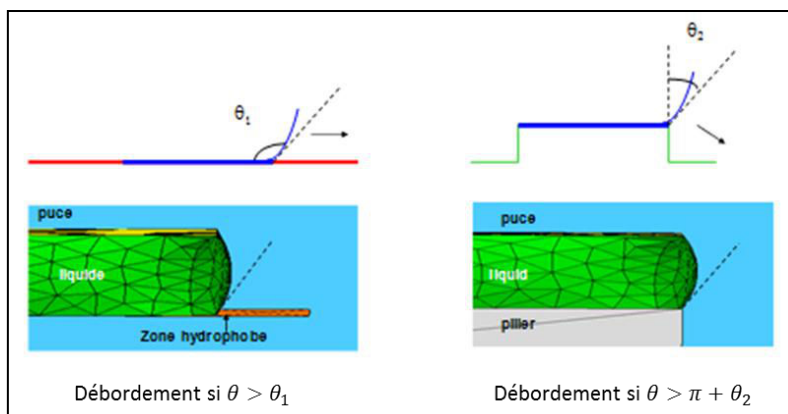 θ₁
θ₂
puce
liquide
Zone hydrophobe
puce
liquid
pilier
Débordement si θ > θ₁
Débordement si θ > π + θ₂